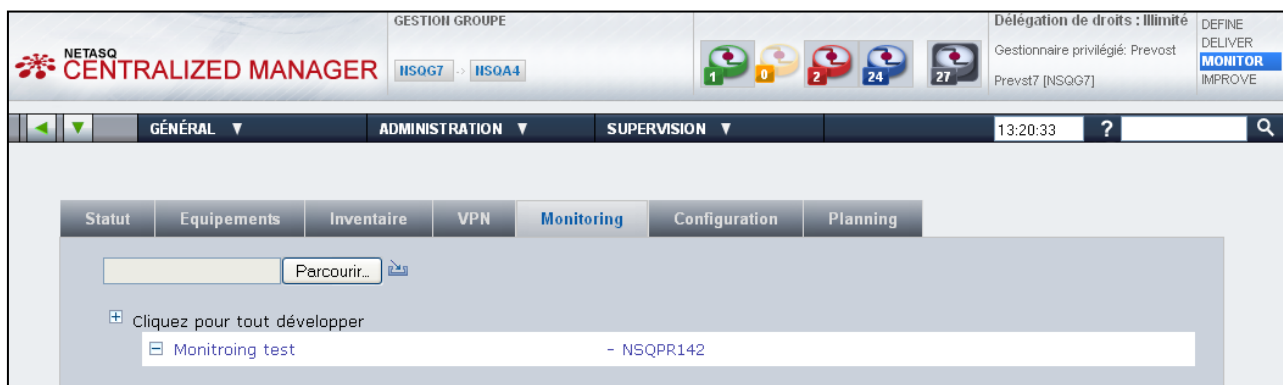 GESTION GROUPE
Délégation de droits : Illimité
DEFINE
NETASQ
CENTRALIZED MANAGER
NSQG7 -> NSQA4
1 0 2 24 27
Gestionnaire privilégié: Prevost
DELIVER
MONITOR
Prevst7 [NSQG7]
IMPROVE
GÉNÉRAL ▼ ADMINISTRATION ▼ SUPERVISION ▼ 13:20:33 ?
Statut Equipements Inventaire VPN Monitoring Configuration Planning
Parcourir...
Cliquez pour tout développer
Monitroing test - NSQPR142